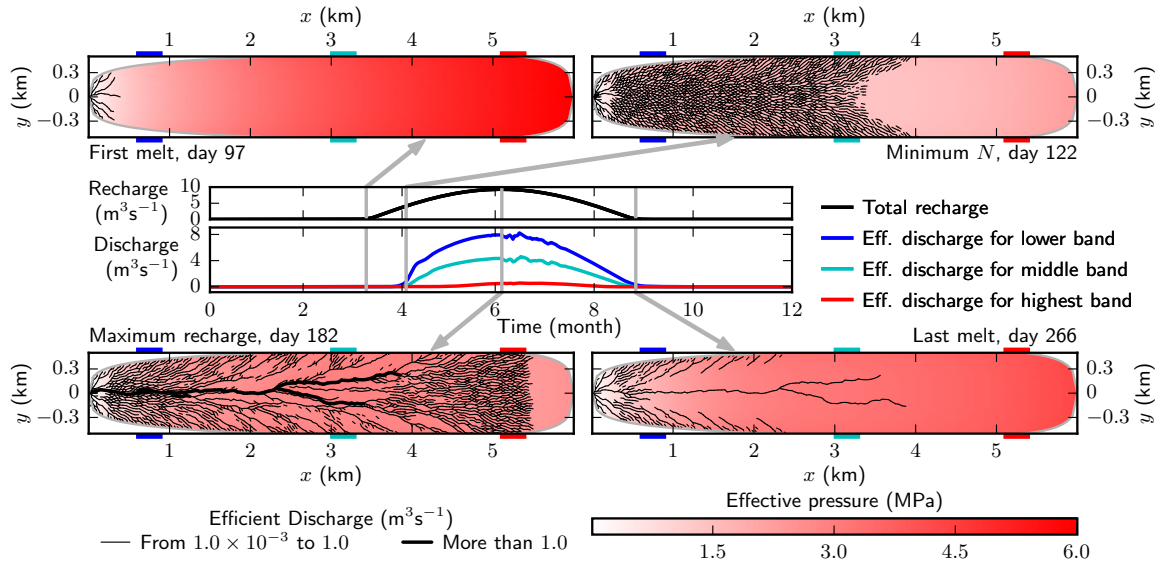 x (km)
x (km)
1 2 3 4 5
1 2 3 4 5
y (km)
0.3
0
−0.3
0.3
0
−0.3
y (km)
First melt, day 97
Minimum N, day 122
Recharge
(m³s⁻¹)
10
5
0
Discharge
(m³s⁻¹)
8
4
0
0 2 4 6 8 10 12
Time (month)
Total recharge
Eff. discharge for lower band
Eff. discharge for middle band
Eff. discharge for highest band
Maximum recharge, day 182
Last melt, day 266
y (km)
0.3
0
−0.3
0.3
0
−0.3
y (km)
1 2 3 4 5
1 2 3 4 5
x (km)
x (km)
Efficient Discharge (m³s⁻¹)
From 1.0 × 10⁻³ to 1.0
More than 1.0
Effective pressure (MPa)
1.5 3.0 4.5 6.0